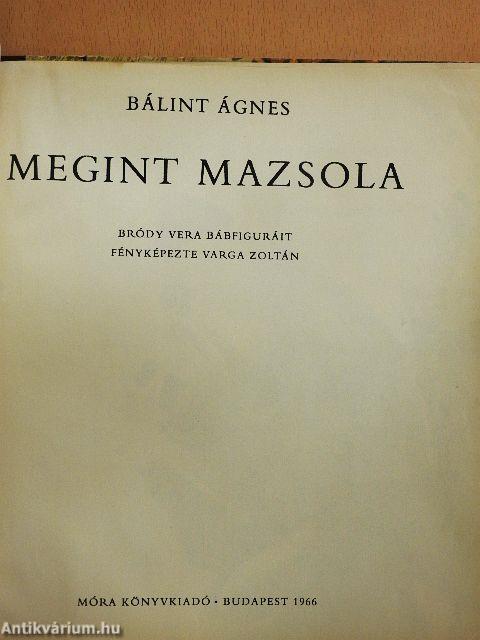 BÁLINT ÁGNES
MEGINT MAZSOLA
BRÓDY VERA BÁBFIGURÁIT
FÉNYKÉPEZTE VARGA ZOLTÁN
MÓRA KÖNYVKIADÓ • BUDAPEST 1966
Antikvárium.hu